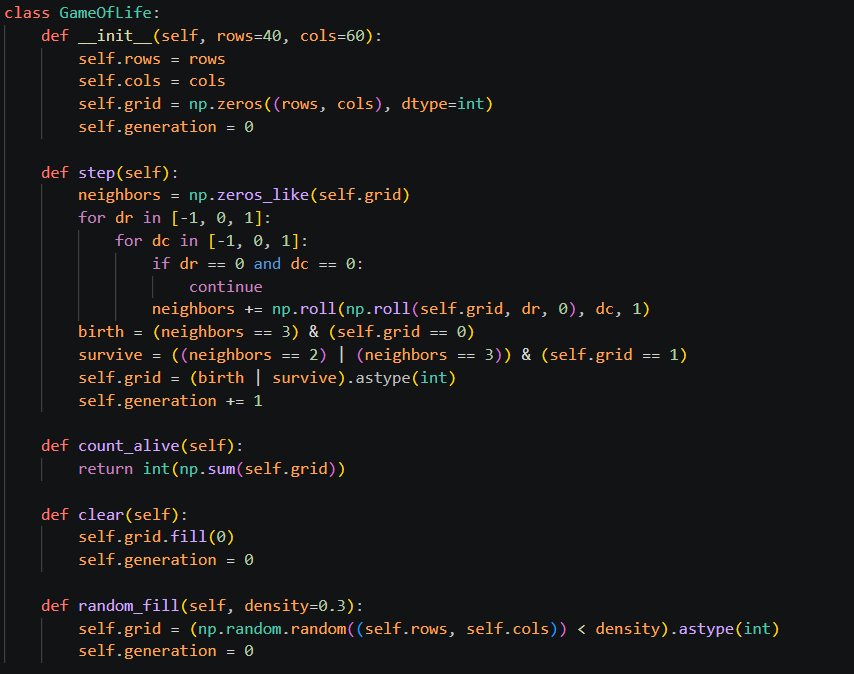 class GameOfLife:
    def __init__(self, rows=40, cols=60):
        self.rows = rows
        self.cols = cols
        self.grid = np.zeros((rows, cols), dtype=int)
        self.generation = 0

    def step(self):
        neighbors = np.zeros_like(self.grid)
        for dr in [-1, 0, 1]:
            for dc in [-1, 0, 1]:
                if dr == 0 and dc == 0:
                    continue
                neighbors += np.roll(np.roll(self.grid, dr, 0), dc, 1)
        birth = (neighbors == 3) & (self.grid == 0)
        survive = ((neighbors == 2) | (neighbors == 3)) & (self.grid == 1)
        self.grid = (birth | survive).astype(int)
        self.generation += 1

    def count_alive(self):
        return int(np.sum(self.grid))

    def clear(self):
        self.grid.fill(0)
        self.generation = 0

    def random_fill(self, density=0.3):
        self.grid = (np.random.random((self.rows, self.cols)) < density).astype(int)
        self.generation = 0